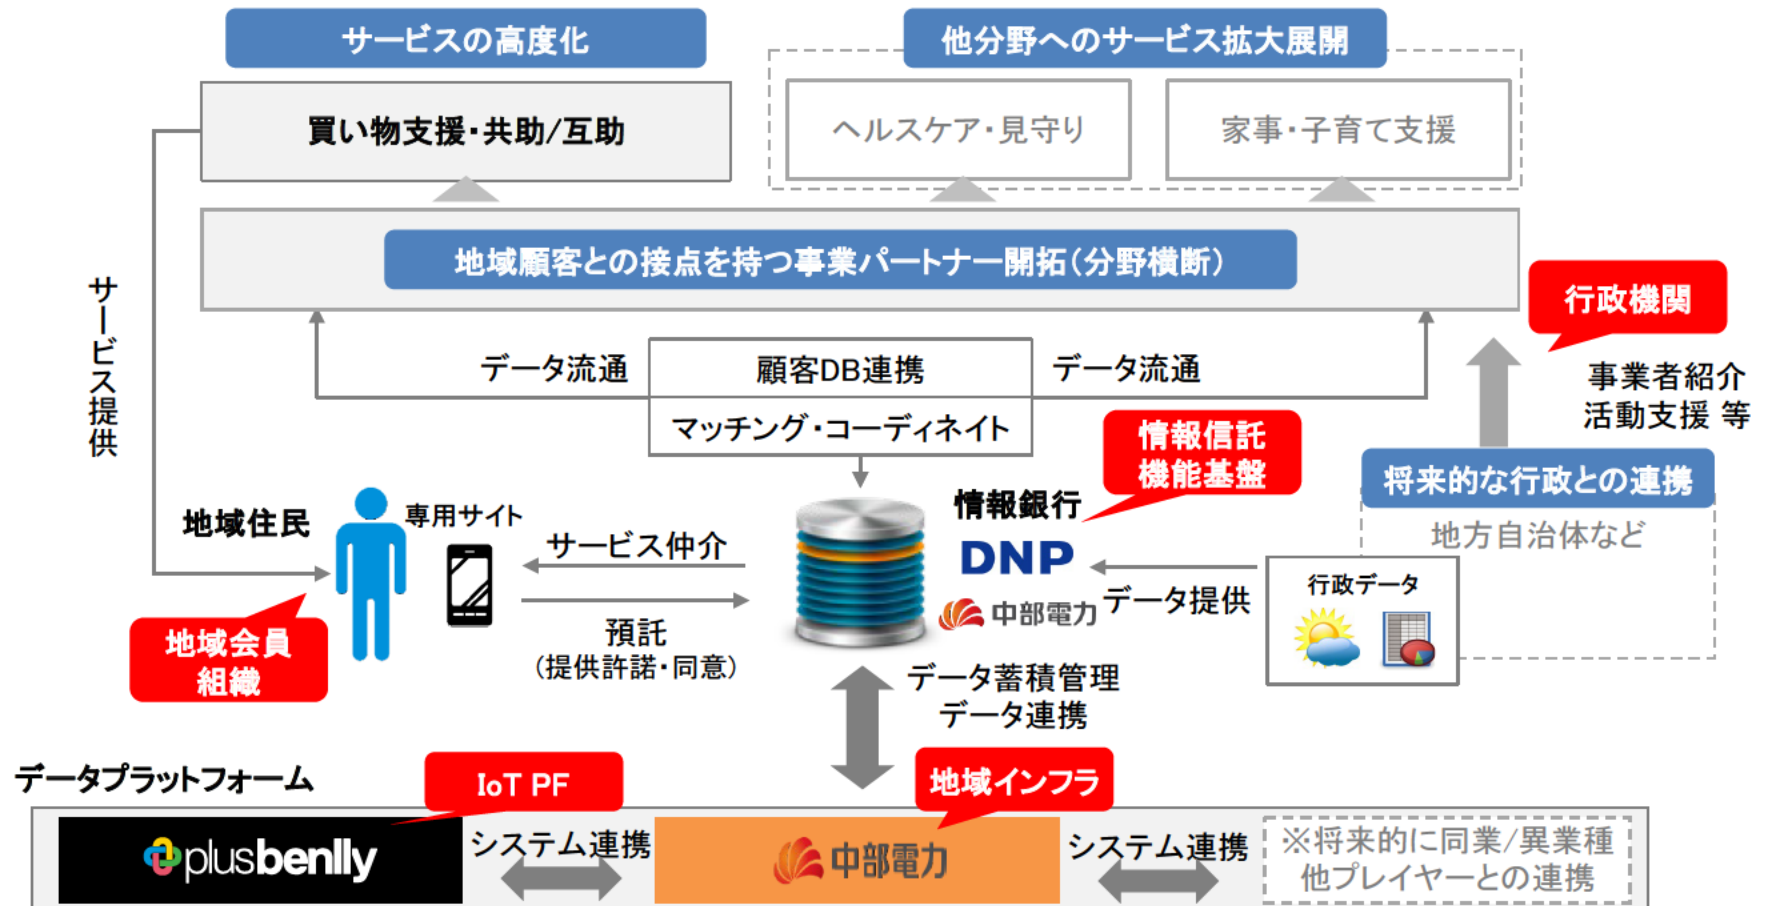 サービスの高度化
他分野へのサービス拡大展開
買い物支援・共助/互助
ヘルスケア・見守り
家事・子育て支援
地域顧客との接点を持つ事業パートナー開拓(分野横断)
サービス提供
行政機関
事業者紹介
活動支援 等
データ流通
顧客DB連携
データ流通
マッチング・コーディネイト
情報信託
機能基盤
将来的な行政との連携
地方自治体など
地域住民
専用サイト
情報銀行
サービス仲介
DNP
中部電力
データ提供
行政データ
預託
(提供許諾・同意)
地域会員
組織
データ蓄積管理
データ連携
データプラットフォーム
IoT PF
地域インフラ
plusbenlly
システム連携
中部電力
システム連携
※将来的に同業/異業種
他プレイヤーとの連携